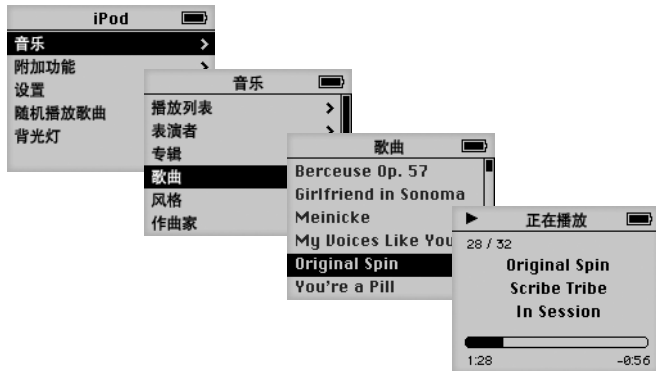 iPod
音乐
附加功能
设置
随机播放歌曲
背光灯
音乐
播放列表
表演者
专辑
歌曲
风格
作曲家
歌曲
Berceuse Op. 57
Girlfriend in Sonoma
Meinicke
My Voices Like You
Original Spin
You're a Pill
正在播放
28 / 32
Original Spin
Scribe Tribe
In Session
1:28
-0:56